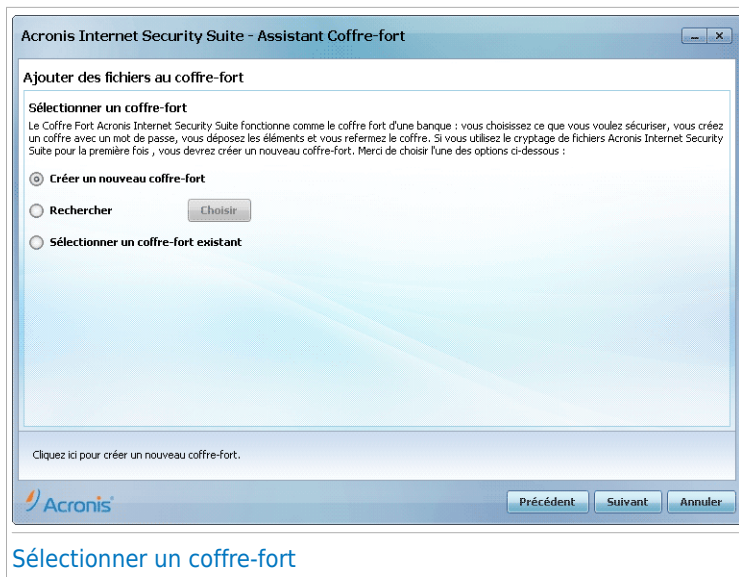 Acronis Internet Security Suite - Assistant Coffre-fort
Ajouter des fichiers au coffre-fort
Sélectionner un coffre-fort
Le Coffre Fort Acronis Internet Security Suite fonctionne comme le coffre fort d'une banque : vous choisissez ce que vous voulez sécuriser, vous créez
un coffre avec un mot de passe, vous déposez les éléments et vous refermez le coffre. Si vous utilisez le cryptage de fichiers Acronis Internet Security
Suite pour la première fois , vous devrez créer un nouveau coffre-fort. Merci de choisir l'une des options ci-dessous :
Créer un nouveau coffre-fort
Rechercher Choisir
Sélectionner un coffre-fort existant
Cliquez ici pour créer un nouveau coffre-fort.
Acronis Précédent Suivant Annuler
Sélectionner un coffre-fort